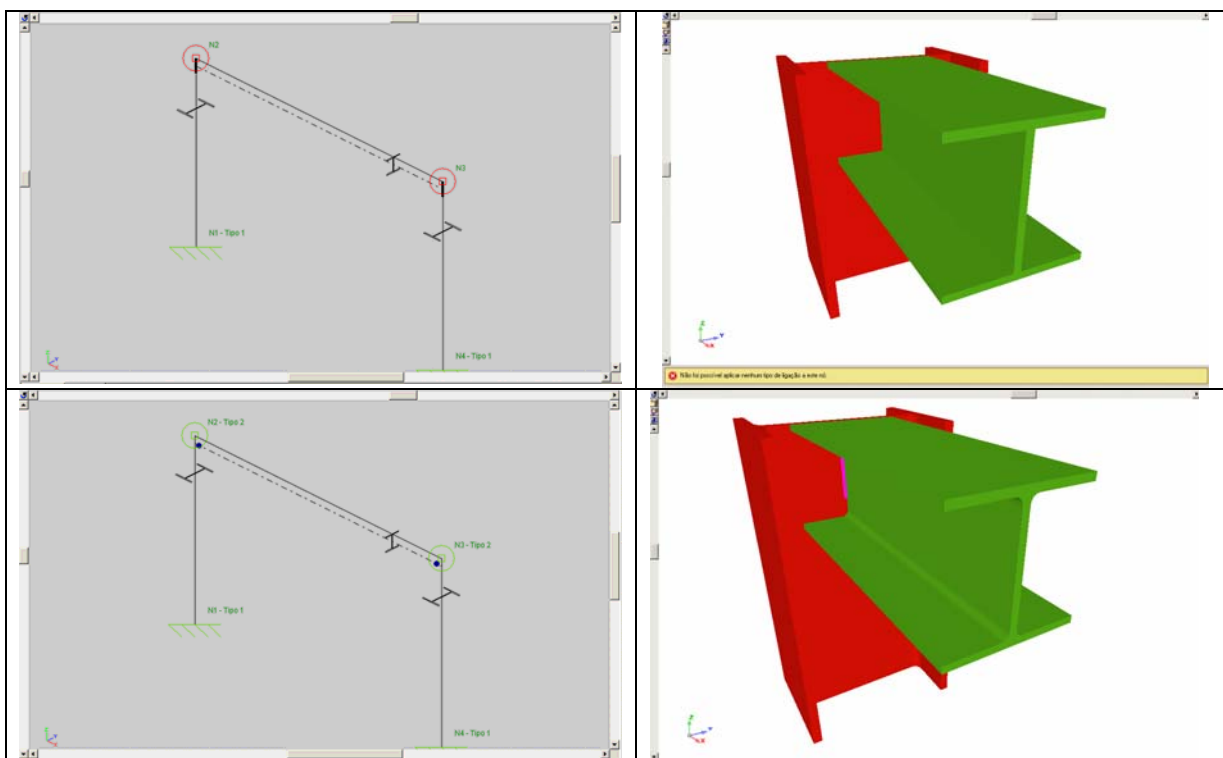 N2
N3
N1 - Tipo 1
N4 - Tipo 1
Z
Y
X
Não foi possível aplicar nenhum tipo de ligação a este nó.
N2 - Tipo 2
N3 - Tipo 2
N1 - Tipo 1
N4 - Tipo 1
Z
Y
X